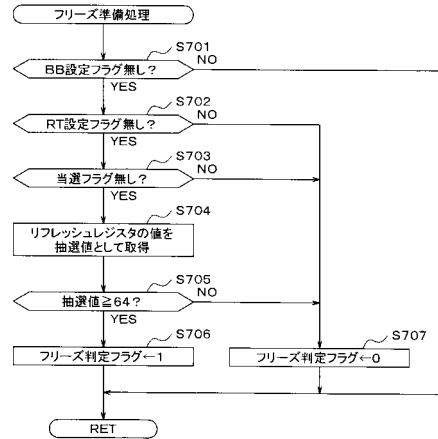 フリーズ準備処理
S701
BB設定フラグ無し?
NO
YES
S702
RT設定フラグ無し?
NO
YES
S703
当選フラグ無し?
NO
YES
S704
リフレッシュレジスタの値を
抽選値として取得
S705
抽選値≧64?
NO
YES
S706
フリーズ判定フラグ←1
S707
フリーズ判定フラグ←0
RET